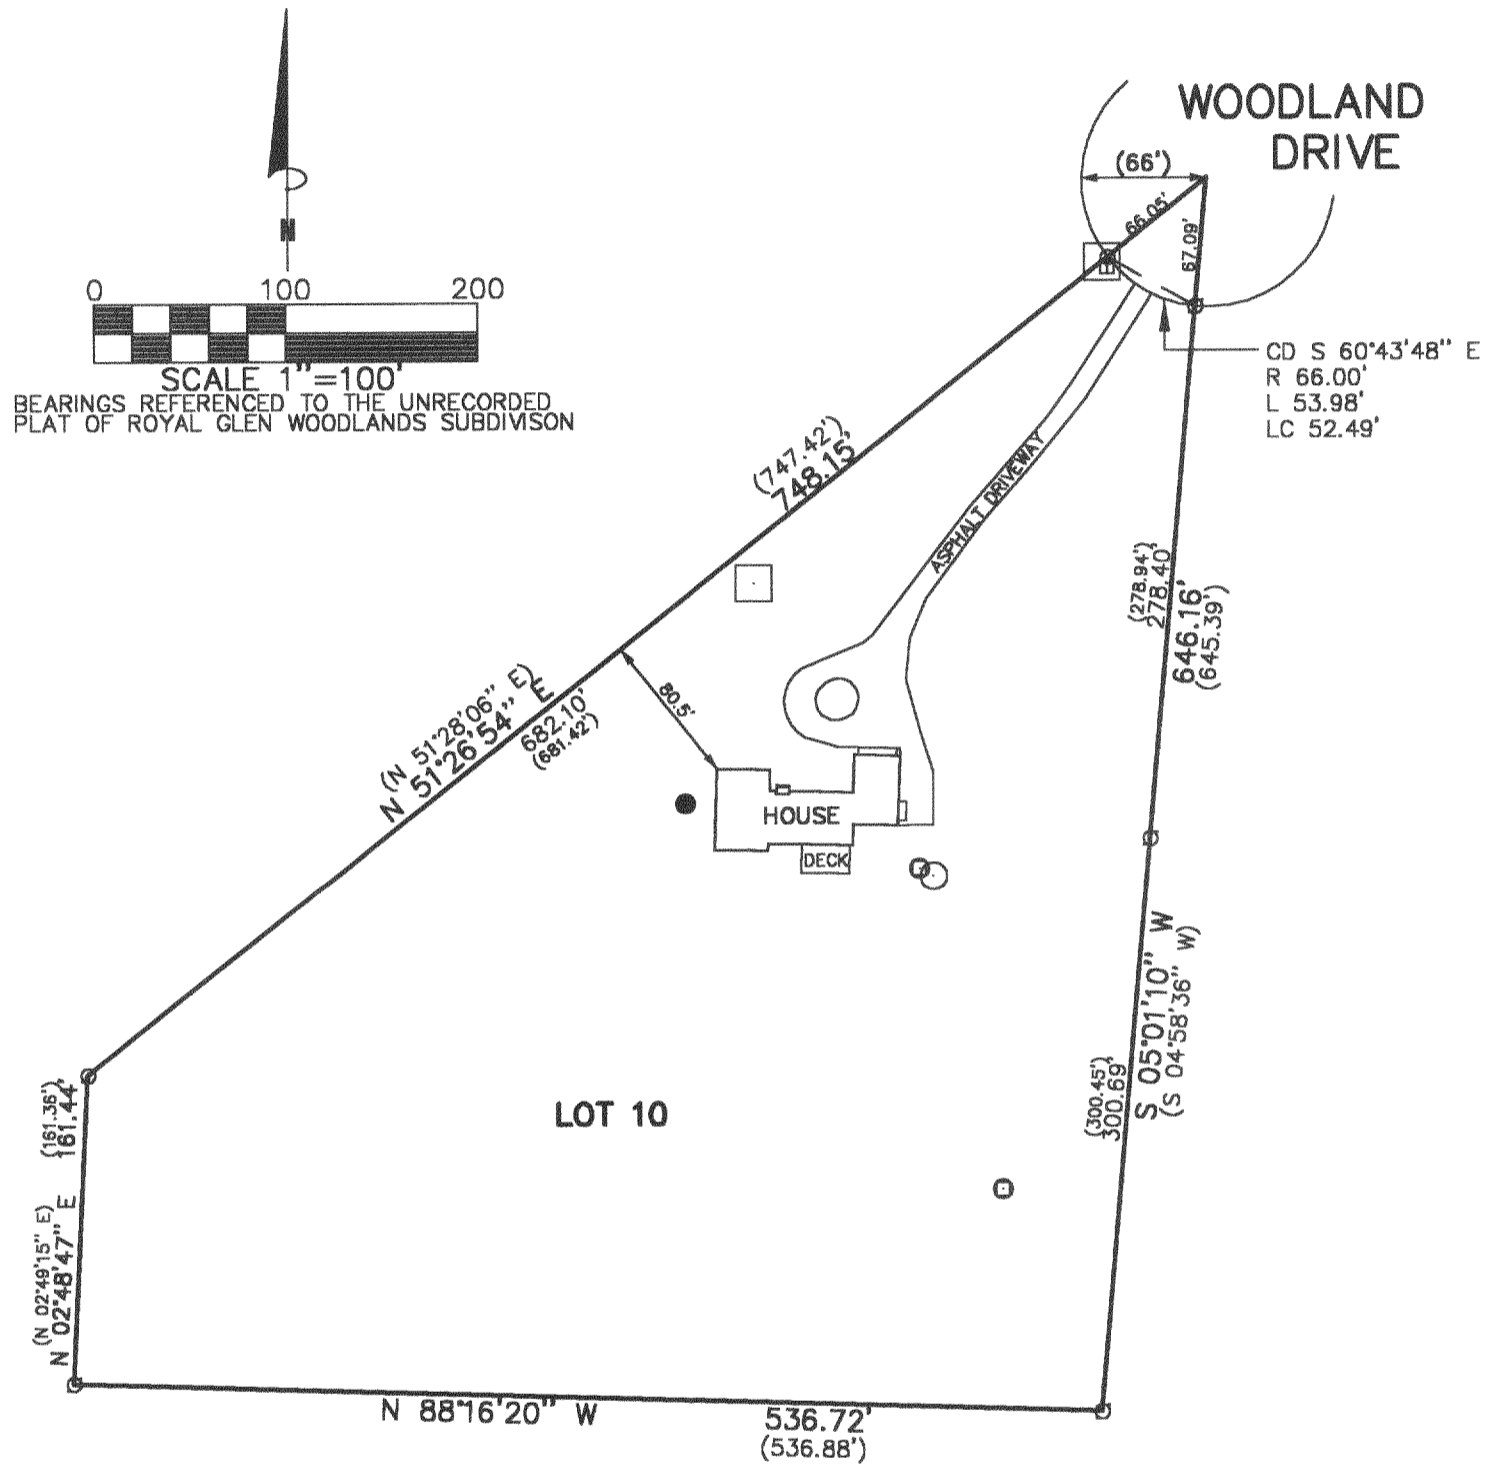 WOODLAND
DRIVE
(66')
66.05'
67.09'
N
0 100 200
SCALE 1"=100'
BEARINGS REFERENCED TO THE UNRECORDED
PLAT OF ROYAL GLEN WOODLANDS SUBDIVISON
CD S 60°43'48" E
R 66.00'
L 53.98'
LC 52.49'
(747.42')
748.15'
ASPHALT DRIVEWAY
(278.94')
278.40'
646.16'
(645.39')
(N 51°28'06" E)
N 51°26'54" E
682.10'
(681.42')
80.5'
HOUSE
DECK
S 05°01'10" W
(S 04°58'36" W)
(300.45')
300.69'
(161.36')
161.44'
LOT 10
(N 02°49'15" E)
N 02°48'47" E
N 88°16'20" W 536.72'
(536.88')